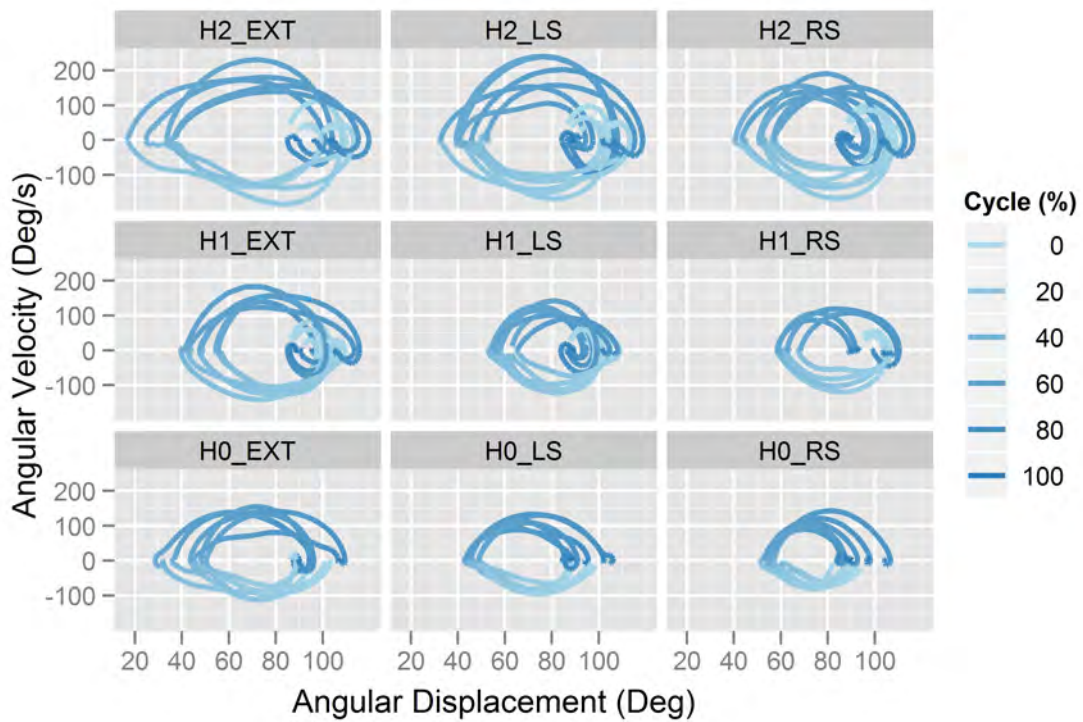 H2_EXT H2_LS H2_RS
200
100
0
-100
H1_EXT H1_LS H1_RS
200
100
0
-100
H0_EXT H0_LS H0_RS
200
100
0
-100
20 40 60 80 100 20 40 60 80 100 20 40 60 80 100
Angular Displacement (Deg)
Angular Velocity (Deg/s)
Cycle (%)
0
20
40
60
80
100